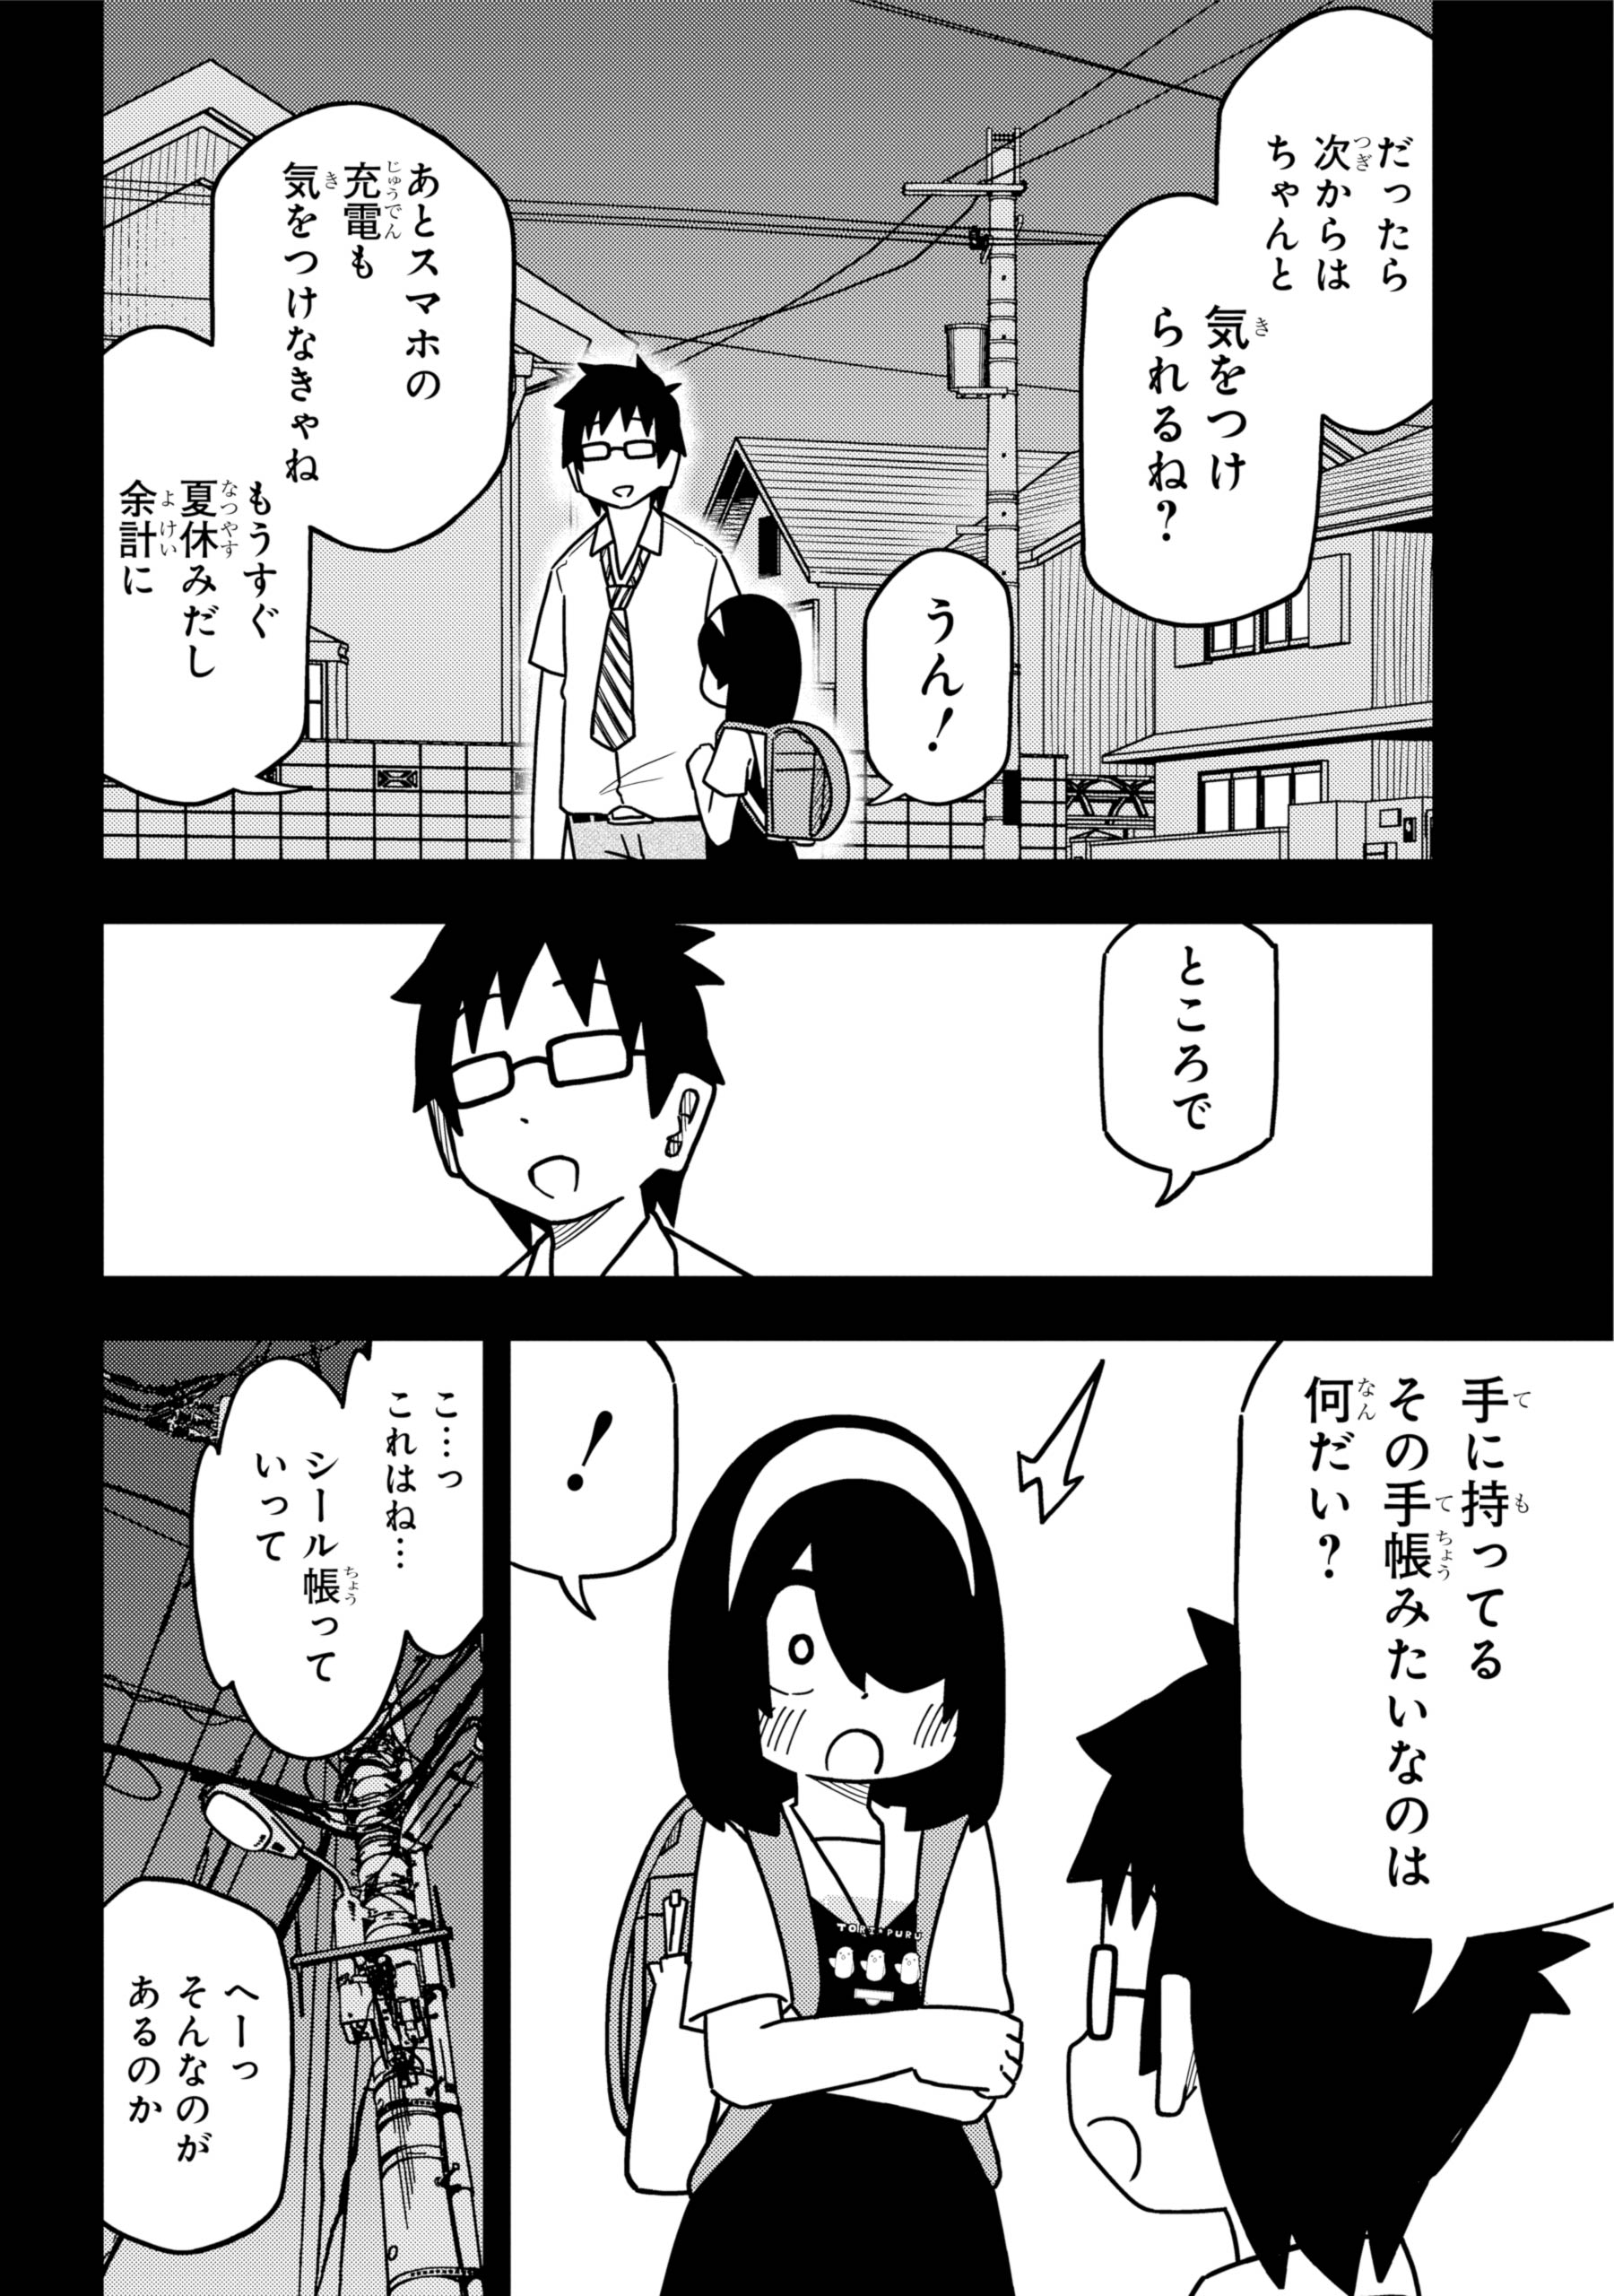 だったら
次からは
ちゃんと
気をつけ
られるね？
うん！
あとスマホの
充電も
気をつけなきゃね
もうすぐ
夏休みだし
余計に
ところで
手に持ってる
その手帳みたいなのは
何だい？
！
TORI・PURU
こ…っ
これはね…
シール帳って
いって
へーっ
そんなのが
あるのか